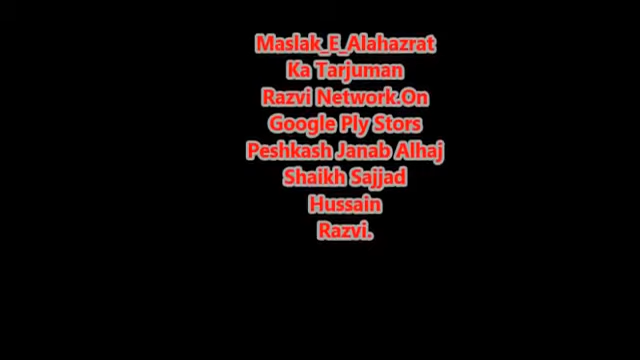 Maslak_E_Alahazrat
Ka Tarjuman
Razvi Network.On
Google Ply Stors
Peshkash Janab Alhaj
Shaikh Sajjad
Hussain
Razvi.